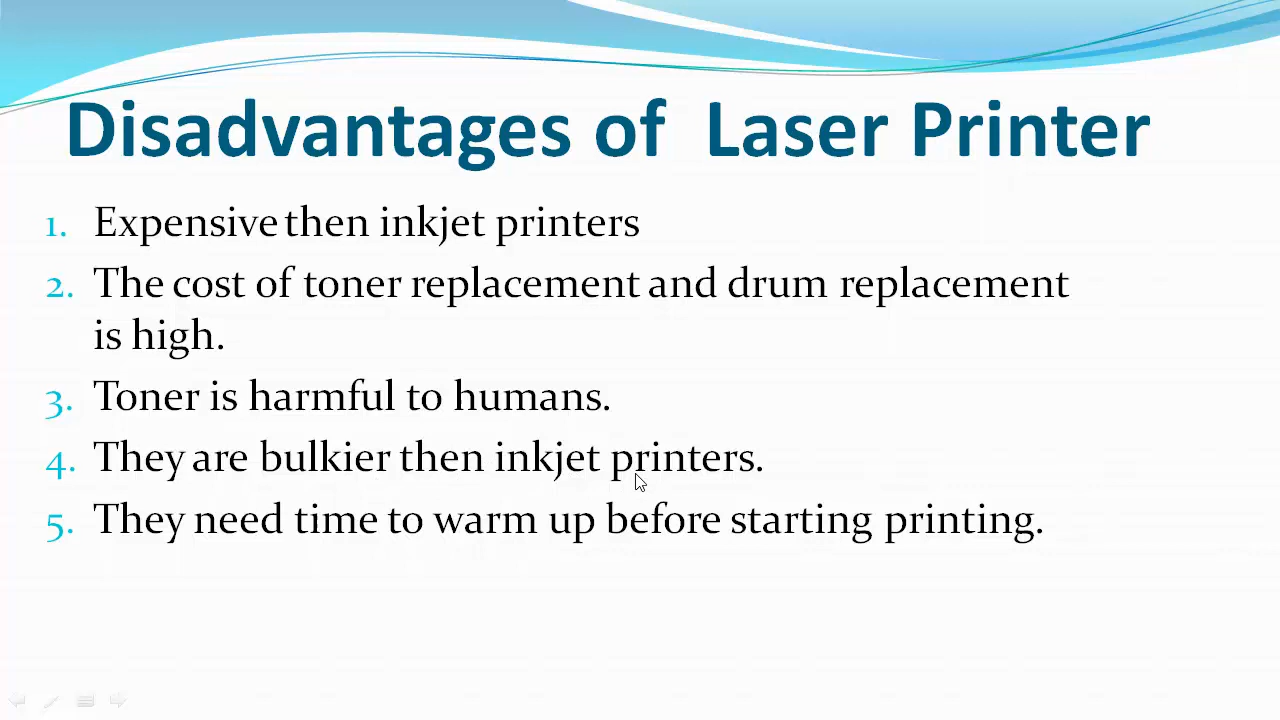 Disadvantages of Laser Printer
1. Expensive then inkjet printers
2. The cost of toner replacement and drum replacement
is high.
3. Toner is harmful to humans.
4. They are bulkier then inkjet printers.
5. They need time to warm up before starting printing.